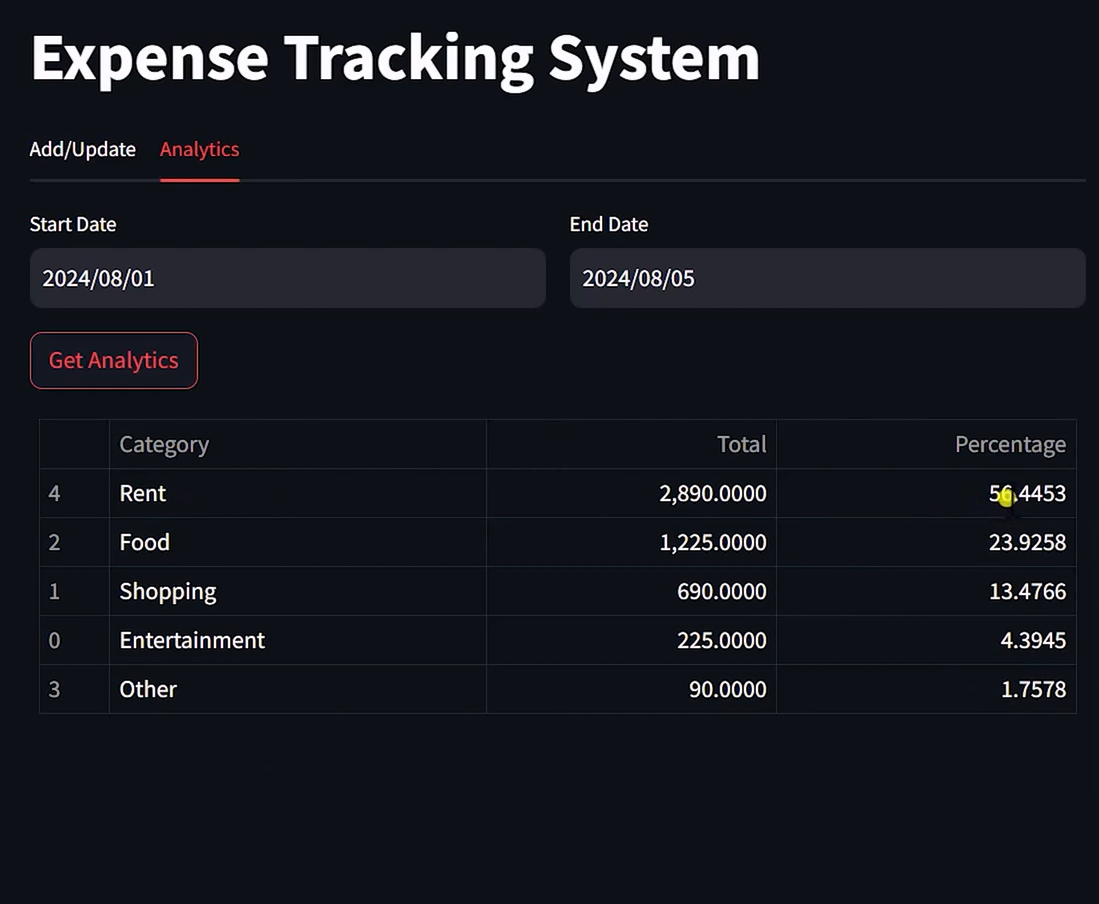 Expense Tracking System
Add/Update Analytics
Start Date End Date
2024/08/01 2024/08/05
Get Analytics
Category Total Percentage
4 Rent 2,890.0000 56.4453
2 Food 1,225.0000 23.9258
1 Shopping 690.0000 13.4766
0 Entertainment 225.0000 4.3945
3 Other 90.0000 1.7578